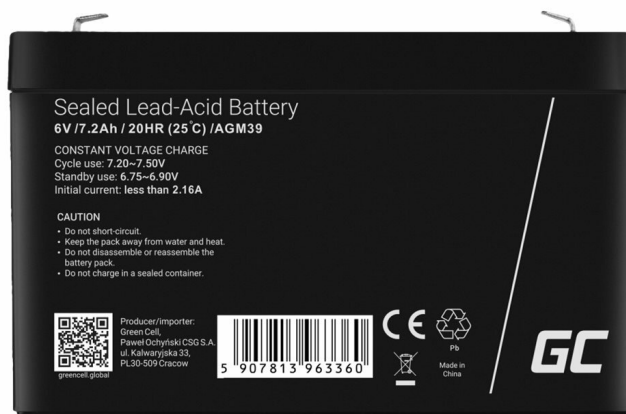 Sealed Lead-Acid Battery
6V /7.2Ah / 20HR (25°C) /AGM39
CONSTANT VOLTAGE CHARGE
Cycle use: 7.20~7.50V
Standby use: 6.75~6.90V
Initial current: less than 2.16A
CAUTION
• Do not short-circuit.
• Keep the pack away from water and heat.
• Do not disassemble or reassemble the
battery pack.
• Do not charge in a sealed container.
greencell.global
Producer/importer:
Green Cell,
Paweł Ochyński CSG S.A.
ul. Kalwaryjska 33,
PL30-509 Cracow
5 907813 963360
CE
Pb
Made in
China
GC